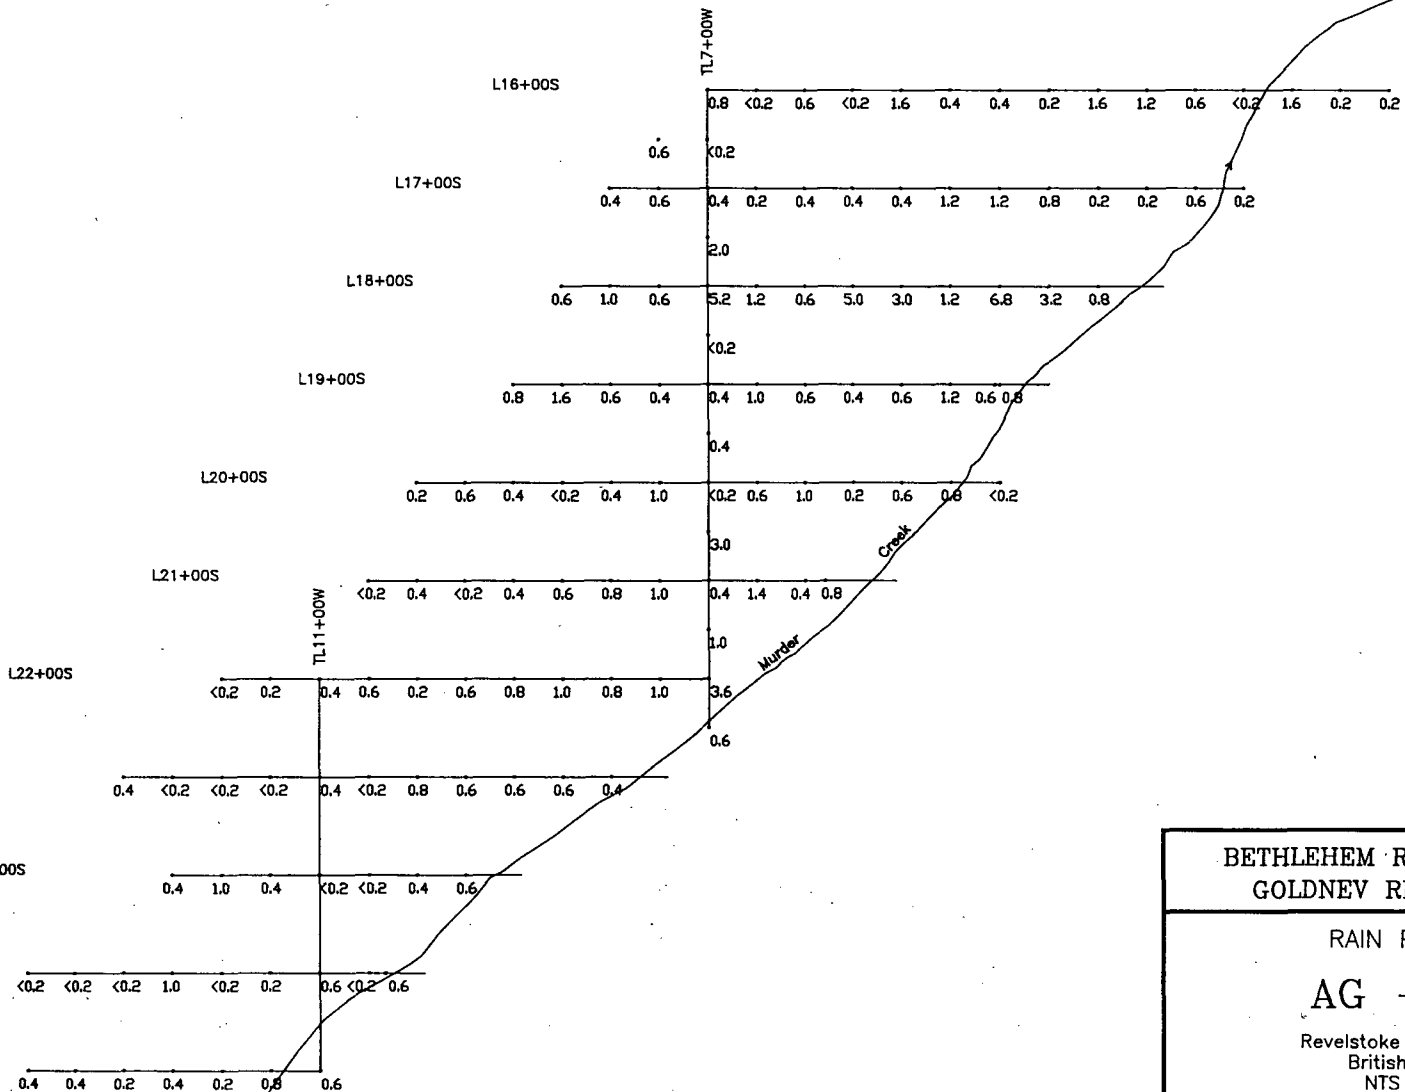 TL7+00W
L16+00S
0.8 <0.2 0.6 <0.2 1.6 0.4 0.4 0.2 1.6 1.2 0.6 <0.2 1.6 0.2 0.2
0.6 <0.2
L17+00S
0.4 0.6 0.4 0.2 0.4 0.4 0.4 1.2 1.2 0.8 0.2 0.2 0.6 0.2
2.0
L18+00S
0.6 1.0 0.6 5.2 1.2 0.6 5.0 3.0 1.2 6.8 3.2 0.8
<0.2
L19+00S
0.8 1.6 0.6 0.4 0.4 1.0 0.6 0.4 0.6 1.2 0.6 0.8
0.4
L20+00S
0.2 0.6 0.4 <0.2 0.4 1.0 <0.2 0.6 1.0 0.2 0.6 0.8 <0.2
3.0
L21+00S
<0.2 0.4 <0.2 0.4 0.6 0.8 1.0 0.4 1.4 0.4 0.8
Murder Creek
TL11+00W
1.0
L22+00S
<0.2 0.2 0.4 0.6 0.2 0.6 0.8 1.0 0.8 1.0 3.6
0.6
0.4 <0.2 <0.2 <0.2 0.4 <0.2 0.8 0.6 0.6 0.6 0.4
00S
0.4 1.0 0.4 <0.2 <0.2 0.4 0.6
<0.2 <0.2 <0.2 1.0 <0.2 0.2 0.6 <0.2 0.6
0.4 0.4 0.2 0.4 0.2 0.8 0.6
BETHLEHEM R
GOLDNEV R
RAIN
AG -
Revelstoke
British
NTS